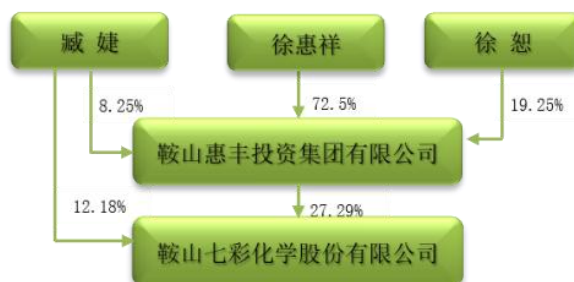 臧 婕
徐惠祥
徐 恕
8.25%
72.5%
19.25%
鞍山惠丰投资集团有限公司
12.18%
27.29%
鞍山七彩化学股份有限公司